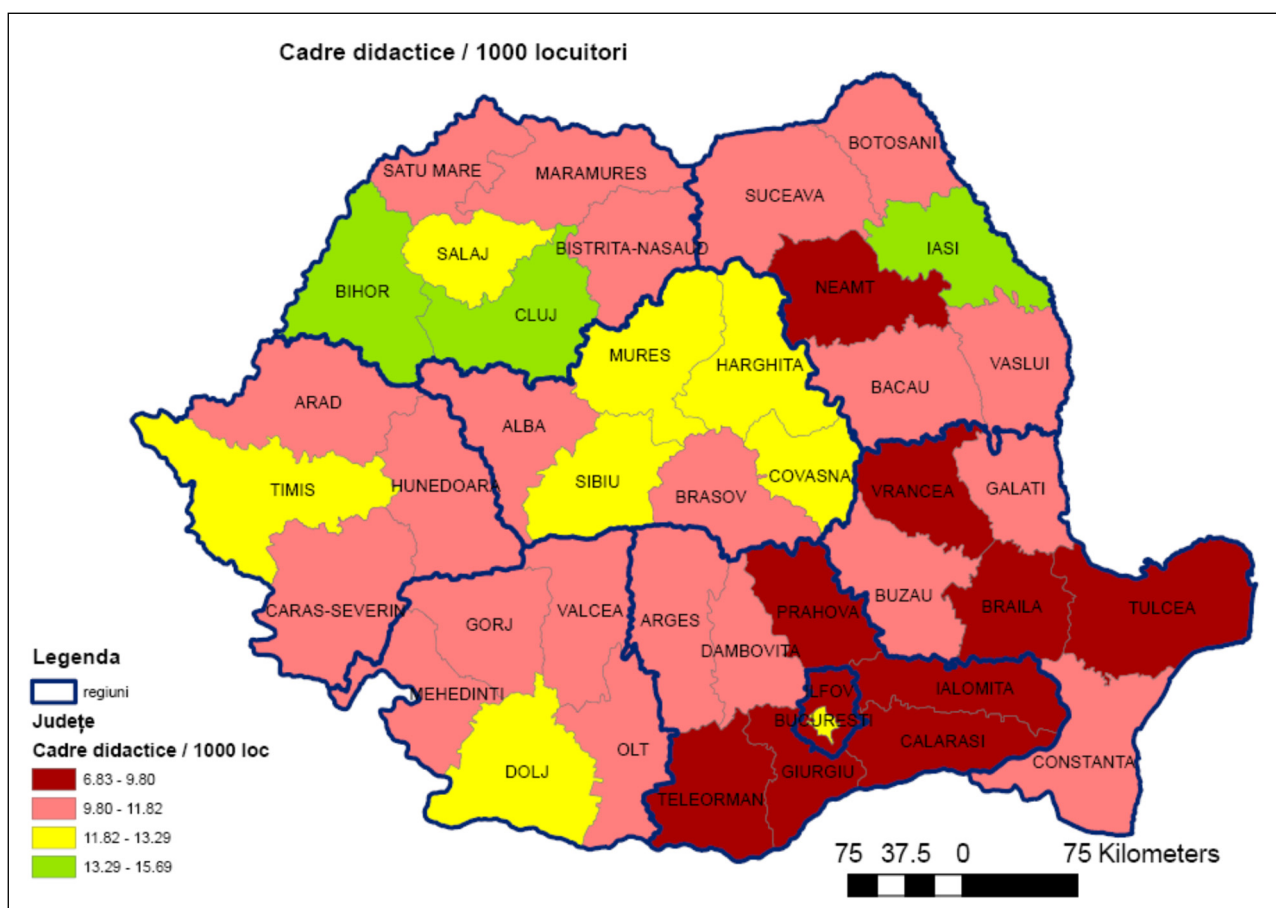 Cadre didactice / 1000 locuitori
BOTOSANI
SATU MARE
MARAMURES
SUCEAVA
BISTRITA-NASAUD
IASI
SALAJ
NEAMT
BIHOR
CLUJ
MURES
HARGHITA
VASLUI
BACAU
ARAD
ALBA
SIBIU
COVASNA
TIMIS
HUNEDOARA
BRASOV
VRANCEA
GALATI
CARAS-SEVERIN
GORJ
VALCEA
ARGES
PRAHOVA
BUZAU
BRAILA
TULCEA
DAMBOVITA
MEHEDINTI
LFOV
IALOMITA
BUCURESTI
CALARASI
OLT
DOLJ
GIURGIU
TELEORMAN
CONSTANTA
Legenda
regiuni
Județe
Cadre didactice / 1000 loc
6.83 - 9.80
9.80 - 11.82
11.82 - 13.29
13.29 - 15.69
75 37.5 0 75 Kilometers